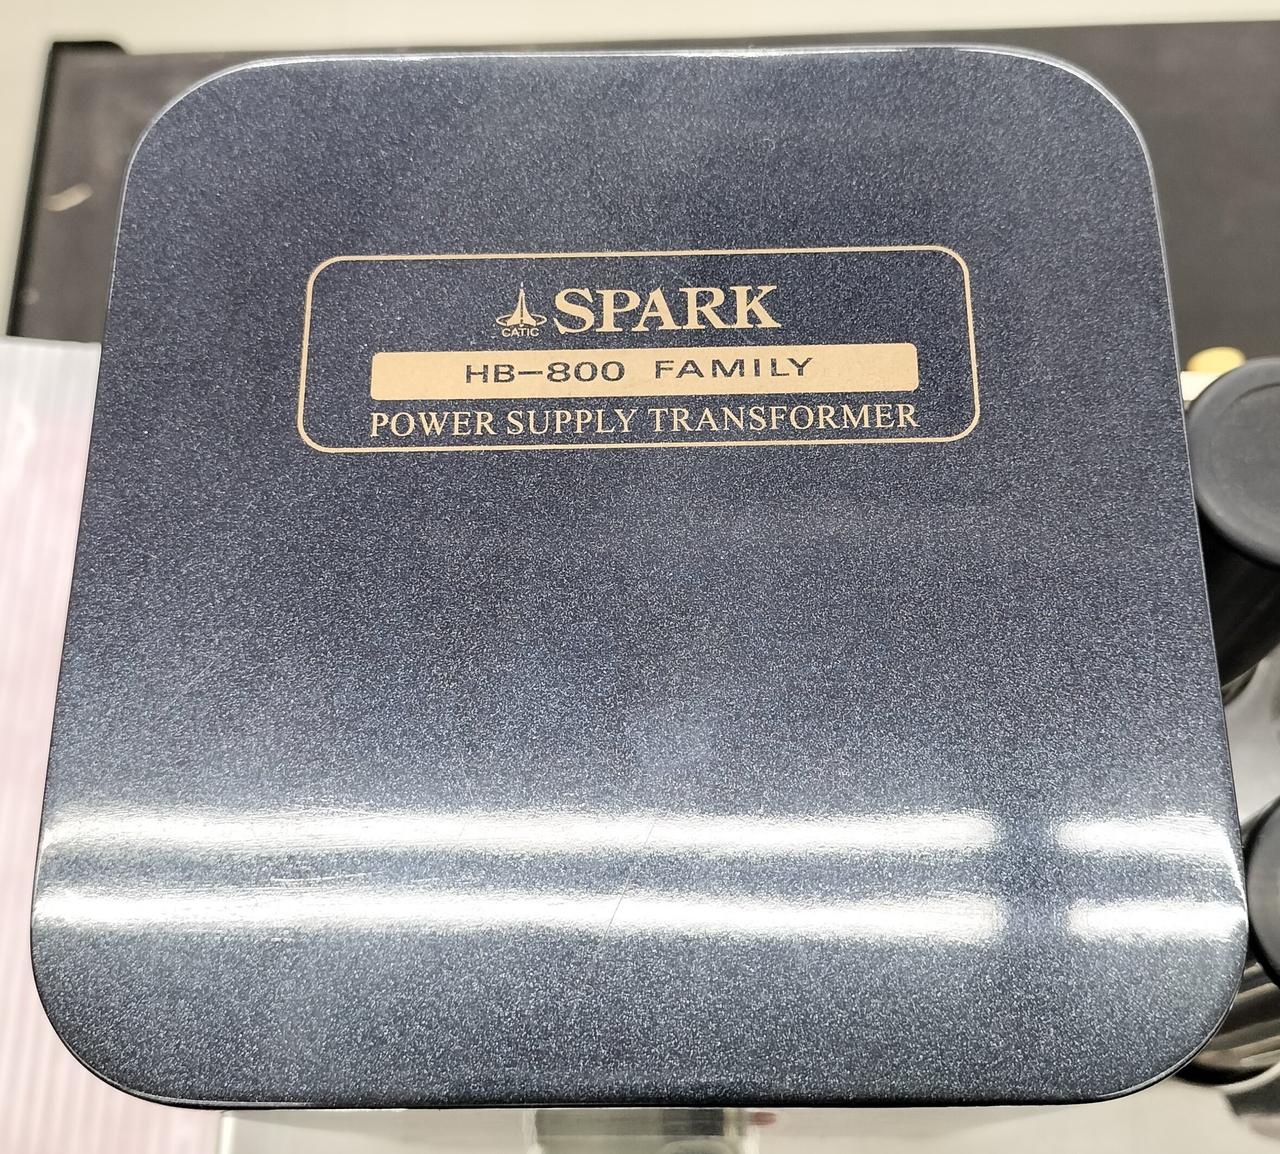 CATIC SPARK
HB-800 FAMILY
POWER SUPPLY TRANSFORMER